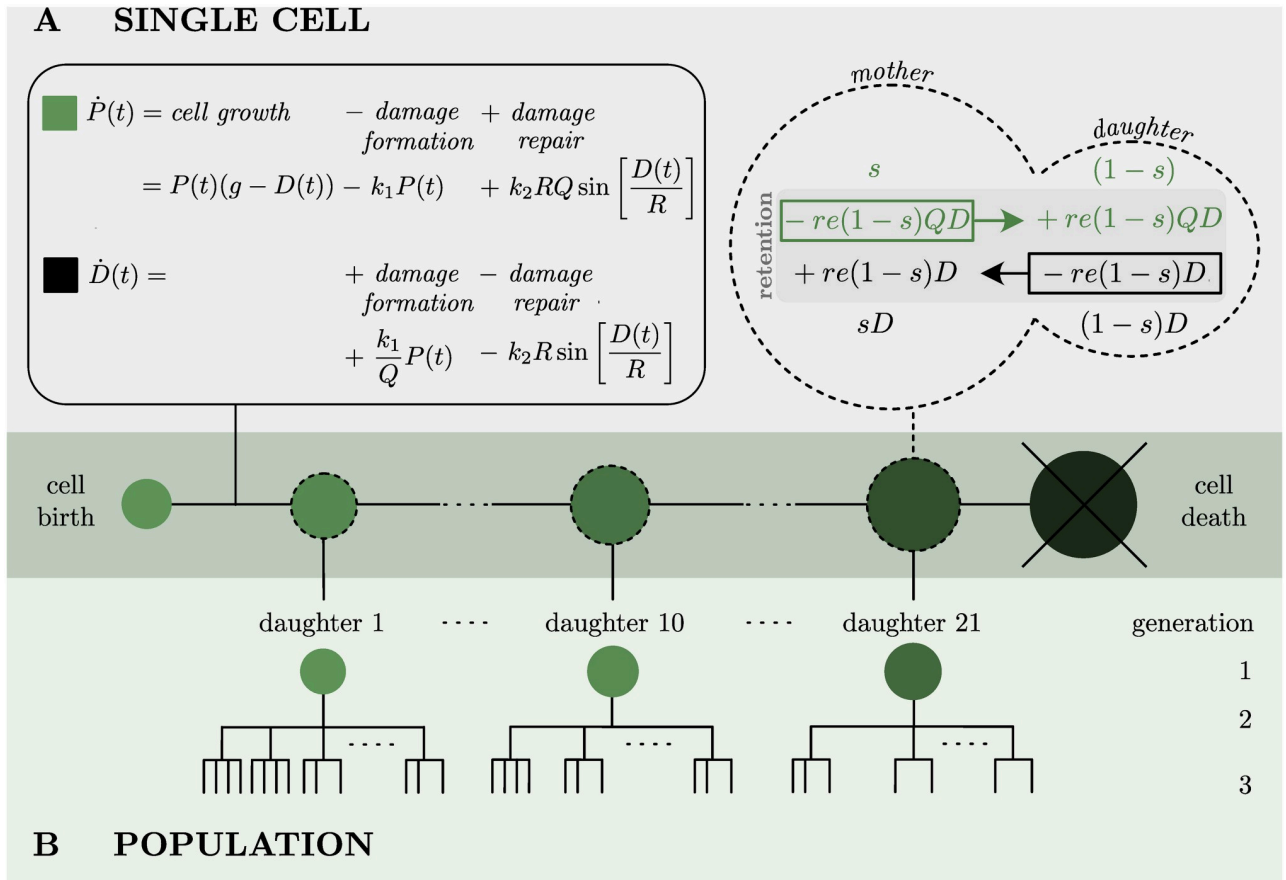 A SINGLE CELL
Ṗ(t) = cell growth − damage + damage
formation repair
= P(t)(g − D(t)) − k₁P(t) + k₂RQ sin [D(t)/R]
Ḋ(t) = + damage − damage
formation repair
+ k₁/Q P(t) − k₂R sin [D(t)/R]
mother
daughter
s (1 − s)
retention
− re(1 − s)QD + re(1 − s)QD
+ re(1 − s)D − re(1 − s)D
sD (1 − s)D
cell
birth
cell
death
daughter 1 .... daughter 10 .... daughter 21 generation
1
2
.... .... ....
3
B POPULATION